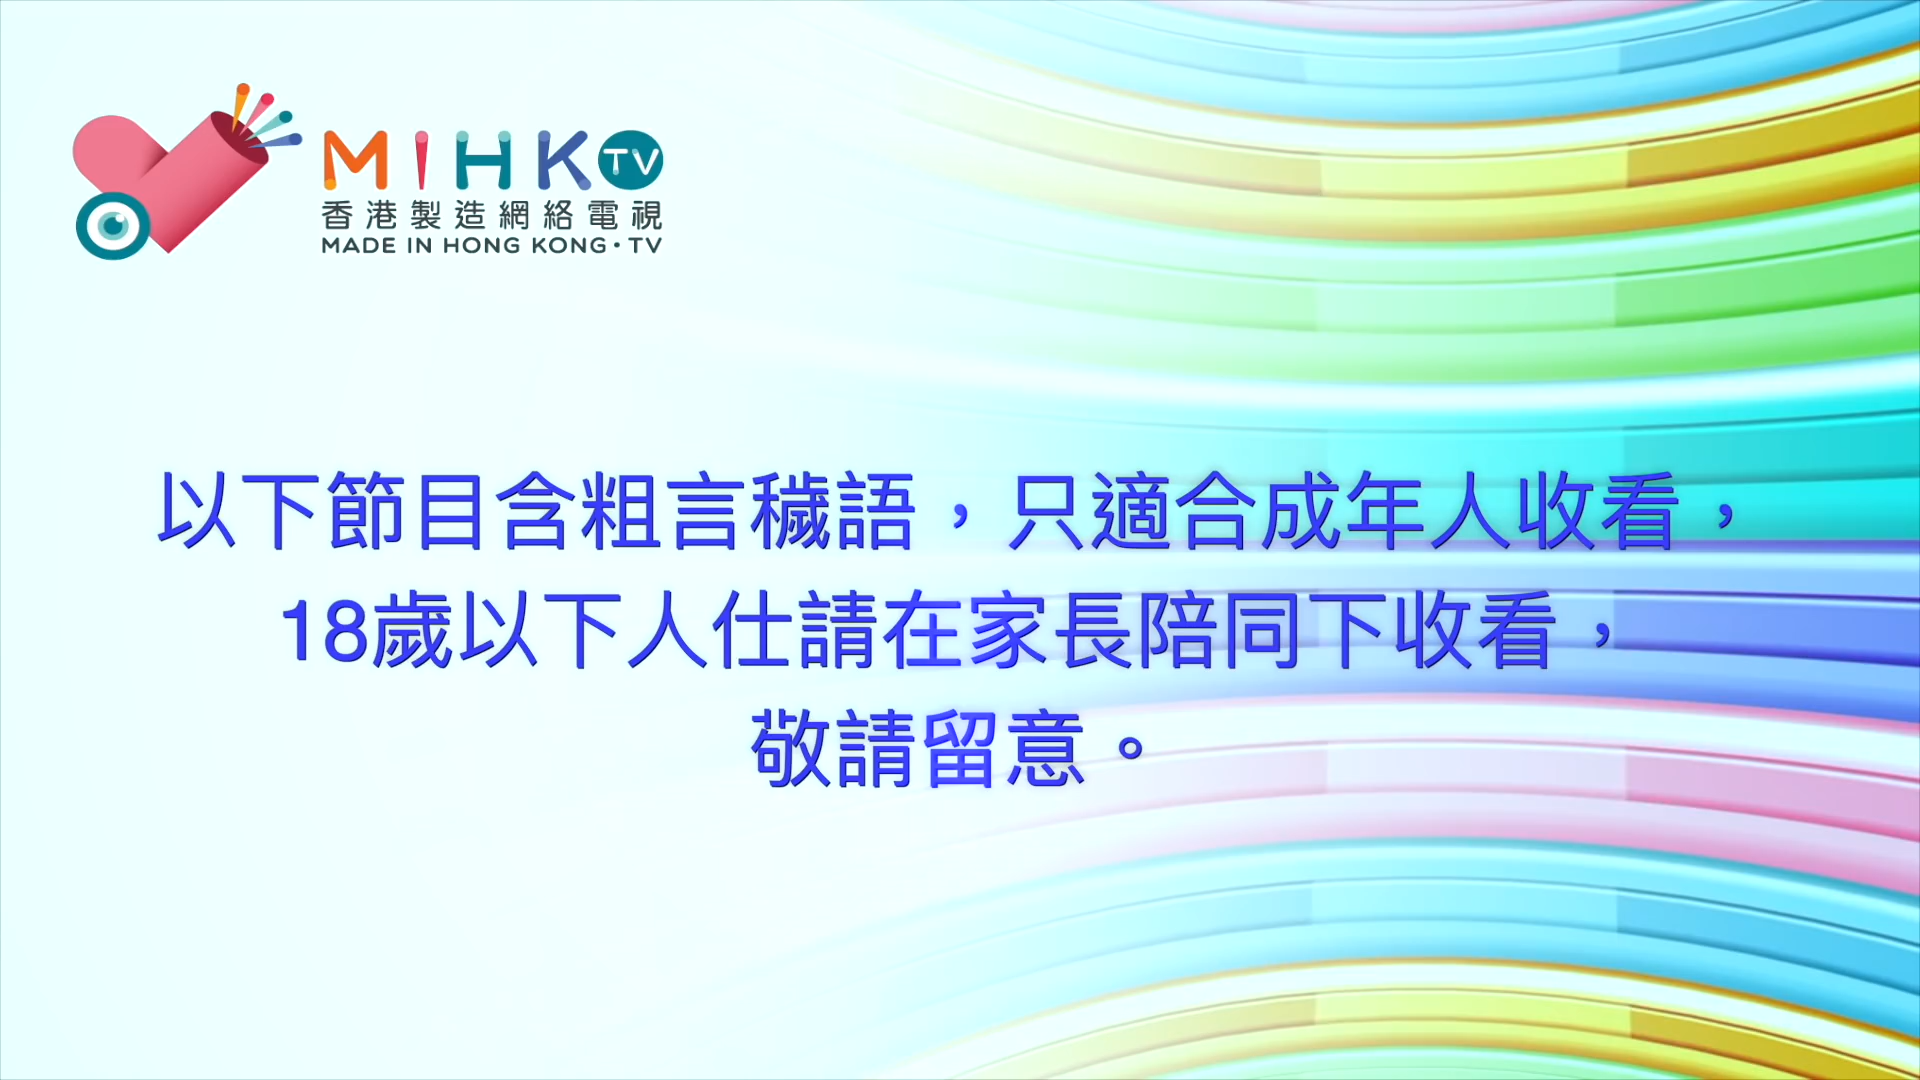 MIHK TV
香港製造網絡電視
MADE IN HONG KONG・TV
以下節目含粗言穢語，只適合成年人收看，
18歲以下人仕請在家長陪同下收看，
敬請留意。